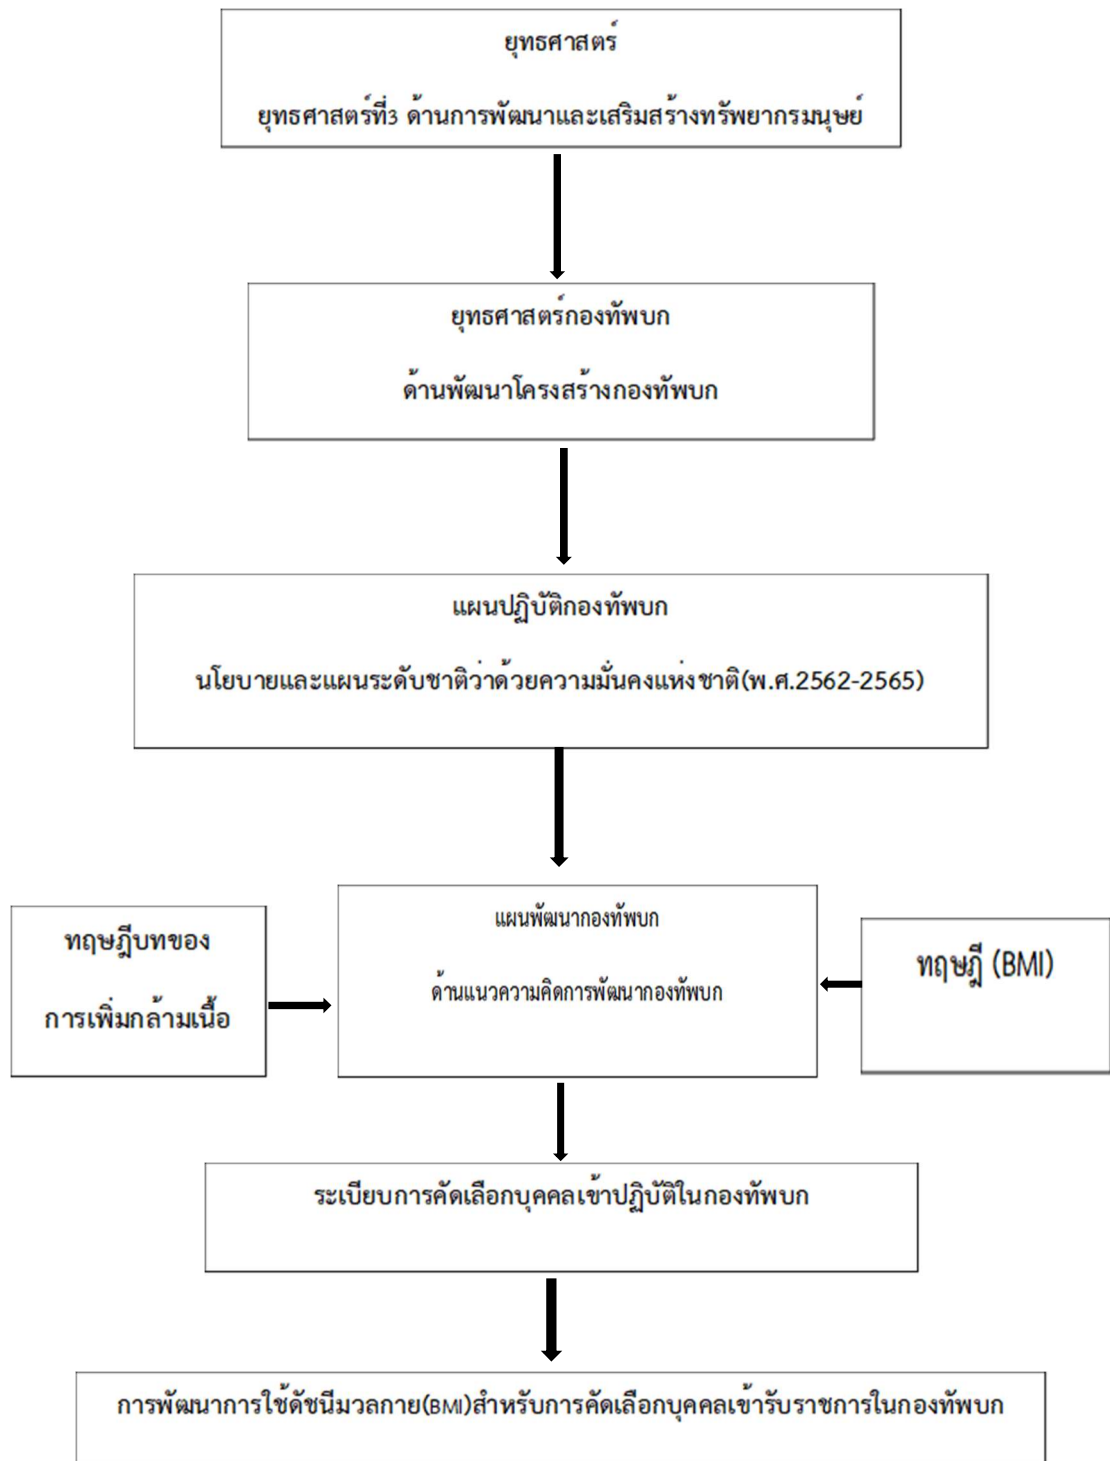 ยุทธศาสตร์
ยุทธศาสตร์ที่3 ด้านการพัฒนาและเสริมสร้างทรัพยากรมนุษย์
ยุทธศาสตร์กองทัพบก
ด้านพัฒนาโครงสร้างกองทัพบก
แผนปฏิบัติกองทัพบก
นโยบายและแผนระดับชาติว่าด้วยความมั่นคงแห่งชาติ(พ.ศ.2562-2565)
ทฤษฎีบทของ
การเพิ่มกล้ามเนื้อ
แผนพัฒนากองทัพบก
ด้านแนวความคิดการพัฒนากองทัพบก
ทฤษฎี (BMI)
ระเบียบการคัดเลือกบุคคลเข้าปฏิบัติในกองทัพบก
การพัฒนาการใช้ดัชนีมวลกาย(BMI)สำหรับการคัดเลือกบุคคลเข้ารับราชการในกองทัพบก